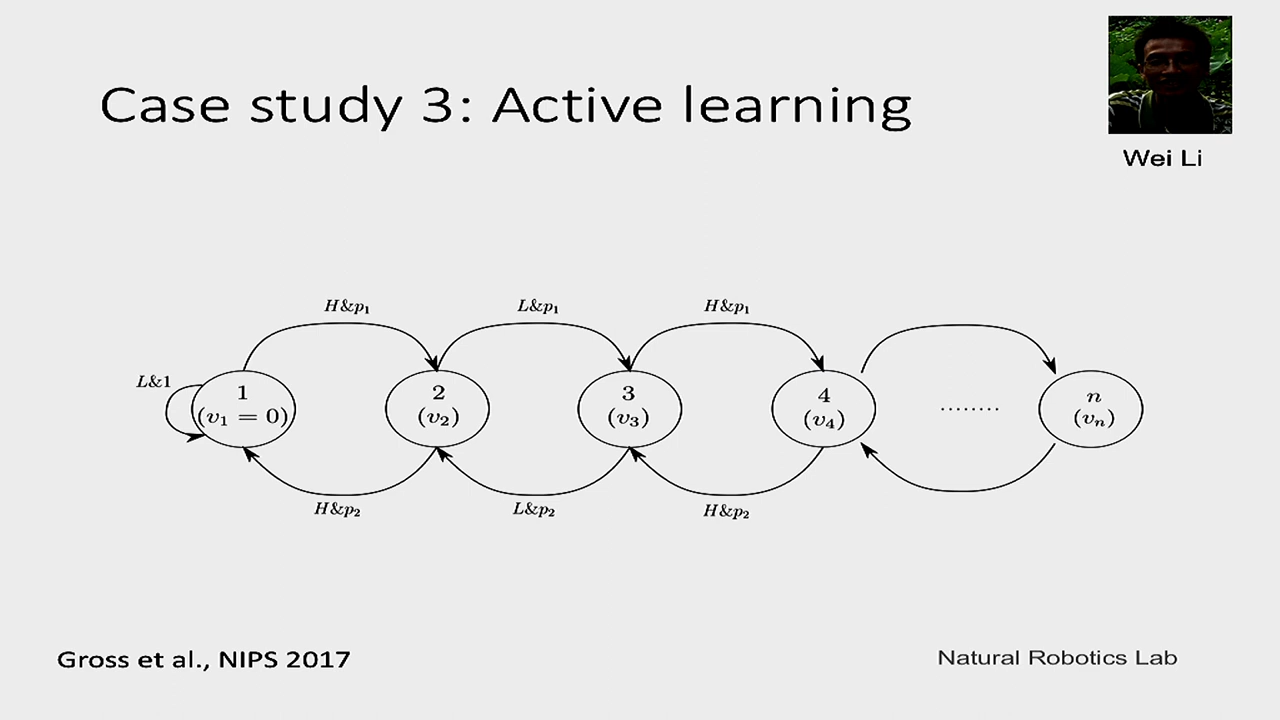 Case study 3: Active learning
Wei Li
H&p₁
L&p₁
H&p₁
L&1
1
(v₁ = 0)
2
(v₂)
3
(v₃)
4
(v₄)
........
n
(vₙ)
H&p₂
L&p₂
H&p₂
Gross et al., NIPS 2017
Natural Robotics Lab